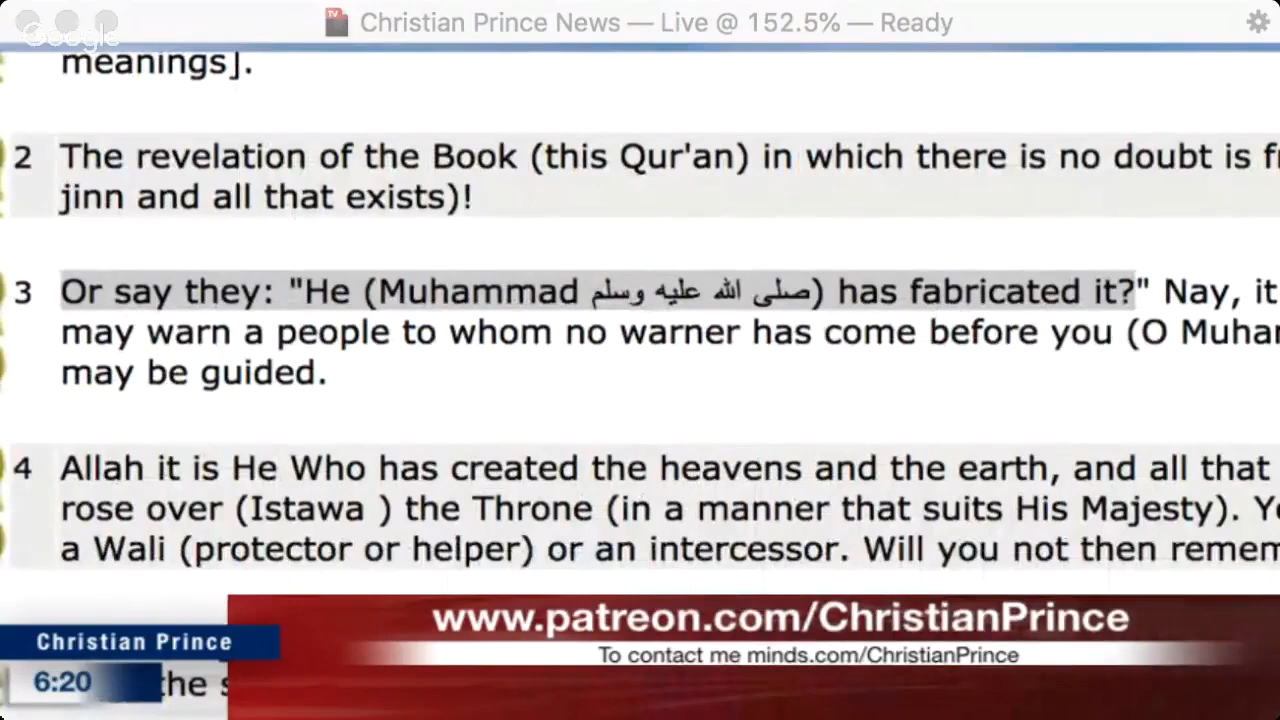 Google
Christian Prince News — Live @ 152.5% — Ready
meanings].
2 The revelation of the Book (this Qur'an) in which there is no doubt is
jinn and all that exists)!
3 Or say they: "He (Muhammad صلى الله عليه وسلم) has fabricated it?" Nay, it
may warn a people to whom no warner has come before you (O
may be guided.
4 Allah it is He Who has created the heavens and the earth, and all that
rose over (Istawa ) the Throne (in a manner that suits His Majesty).
a Wali (protector or helper) or an intercessor. Will you not then
www.patreon.com/ChristianPrince
To contact me minds.com/ChristianPrince
Christian Prince
6:20
the